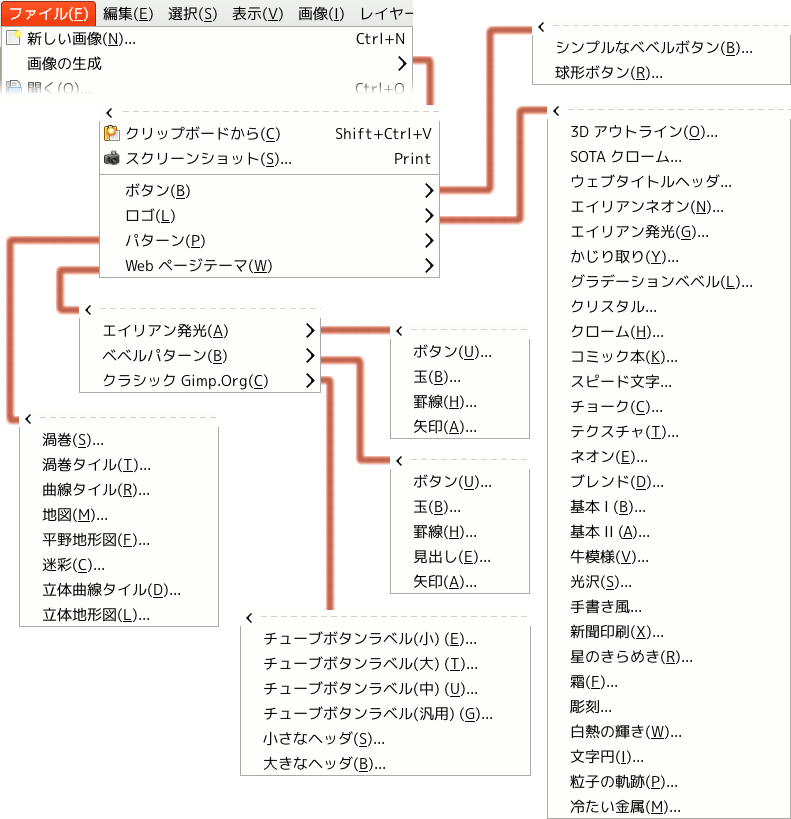 ファイル(F) 編集(E) 選択(S) 表示(V) 画像(I) レイヤー
新しい画像(N)... Ctrl+N
画像の生成
開く(O)... Ctrl+O
クリップボードから(C) Shift+Ctrl+V
スクリーンショット(S)... Print
ボタン(B)
ロゴ(L)
パターン(P)
Web ページテーマ(W)
シンプルなベベルボタン(B)...
球形ボタン(R)...
3D アウトライン(O)...
SOTA クローム...
ウェブタイトルヘッダ...
エイリアンネオン(N)...
エイリアン発光(G)...
かじり取り(Y)...
グラデーションベベル(L)...
クリスタル...
クローム(H)...
コミック本(K)...
スピード文字...
チョーク(C)...
テクスチャ(T)...
ネオン(E)...
ブレンド(D)...
基本 I (B)...
基本 II (A)...
牛模様(V)...
光沢(S)...
手書き風...
新聞印刷(X)...
星のきらめき(R)...
霜(F)...
彫刻...
白熱の輝き(W)...
文字円(I)...
粒子の軌跡(P)...
冷たい金属(M)...
エイリアン発光(A)
ベベルパターン(B)
クラシック Gimp.Org(C)
ボタン(U)...
玉(B)...
罫線(H)...
矢印(A)...
ボタン(U)...
玉(B)...
罫線(H)...
見出し(E)...
矢印(A)...
渦巻(S)...
渦巻タイル(T)...
曲線タイル(R)...
地図(M)...
平野地形図(F)...
迷彩(C)...
立体曲線タイル(D)...
立体地形図(L)...
チューブボタンラベル(小) (E)...
チューブボタンラベル(大) (T)...
チューブボタンラベル(中) (U)...
チューブボタンラベル(汎用) (G)...
小さなヘッダ(S)...
大きなヘッダ(B)...